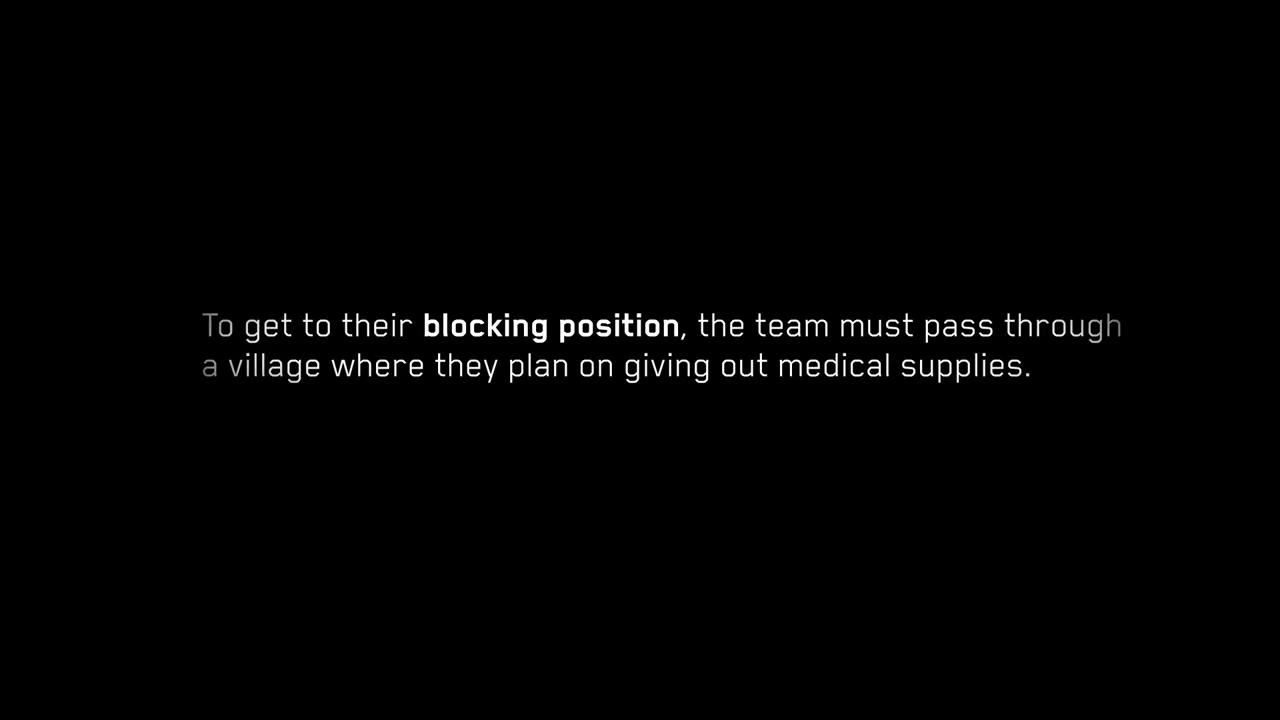 To get to their blocking position, the team must pass through
a village where they plan on giving out medical supplies.